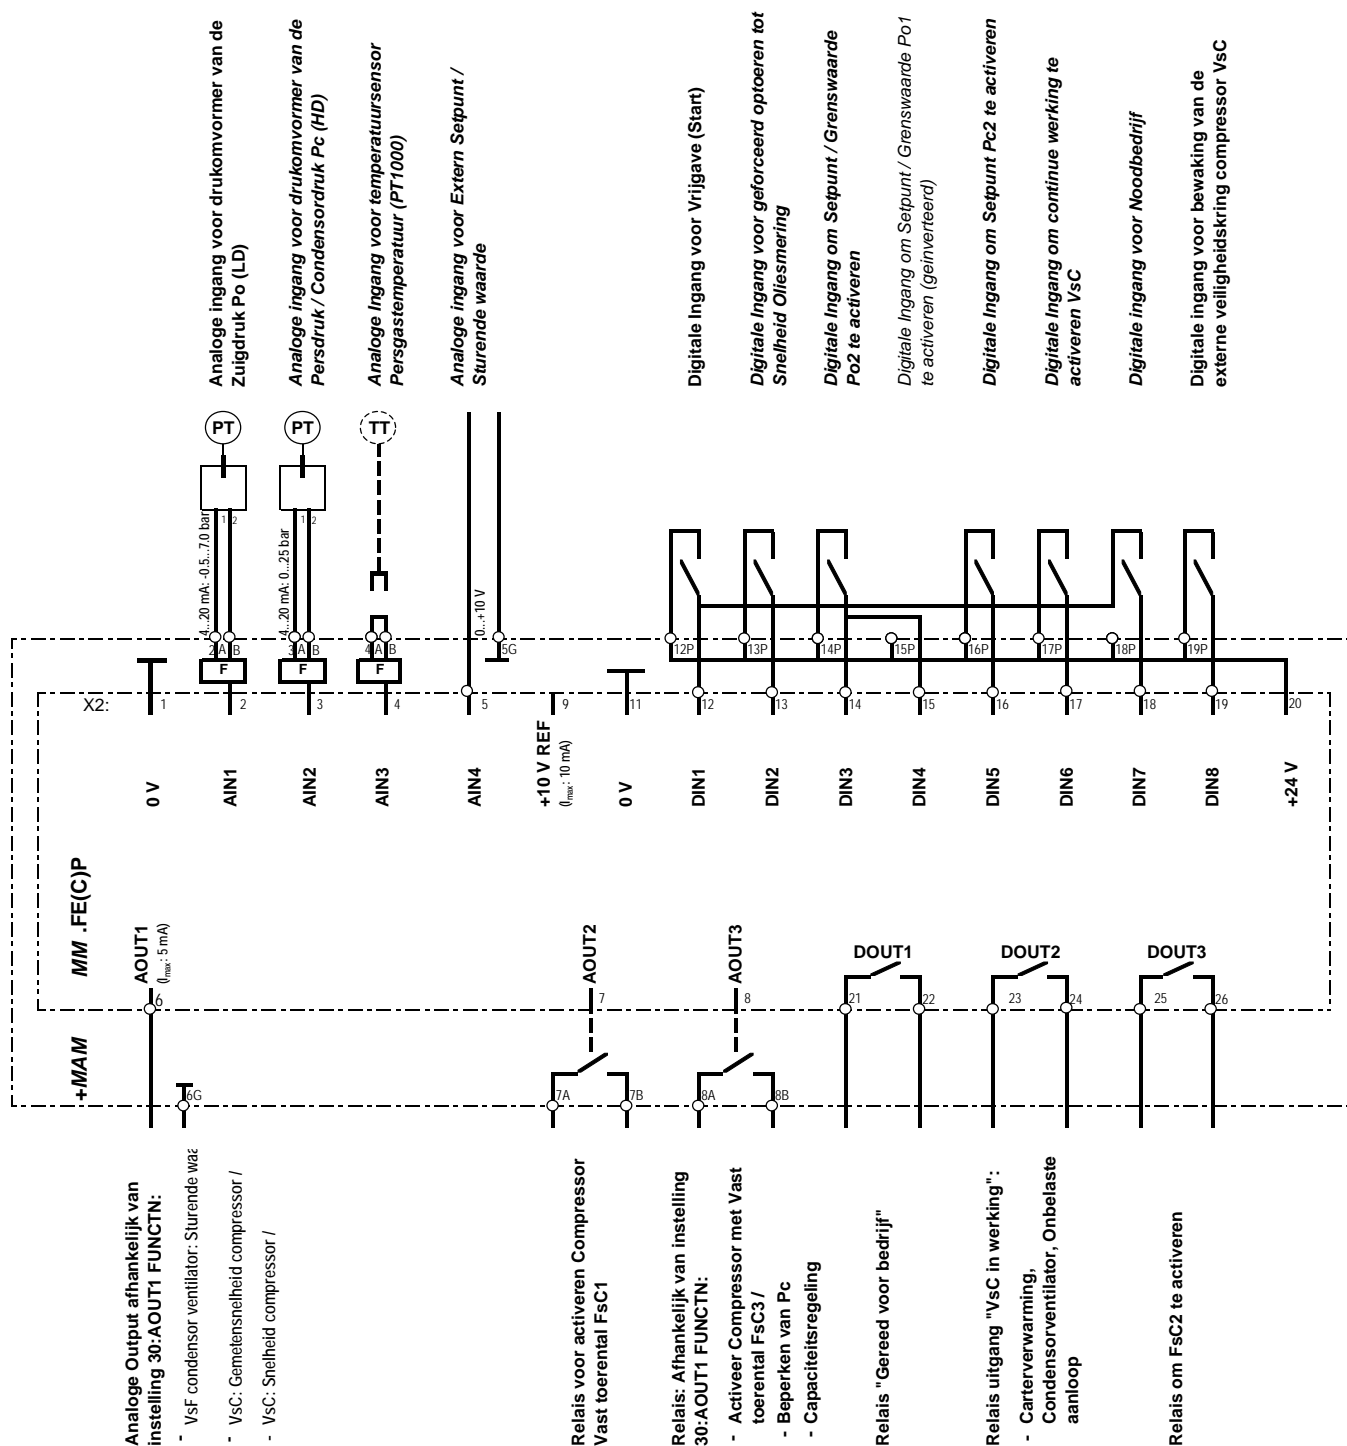 Analoge ingang voor drukomvormer van de
Zuigdruk Po (LD)
Analoge ingang voor drukomvormer van de
Persdruk / Condensordruk Pc (HD)
Analoge Ingang voor temperatuursensor
Persgastemperatuur (PT1000)
Analoge ingang voor Extern Setpunt /
Sturende waarde
Digitale Ingang voor Vrijgave (Start)
Digitale Ingang voor geforceerd optoeren tot
Snelheid Oliesmering
Digitale Ingang om Setpunt / Grenswaarde
Po2 te activeren
Digitale Ingang om Setpunt / Grenswaarde Po1
te activeren (geinverteerd)
Digitale Ingang om Setpunt Pc2 te activeren
Digitale Ingang om continue werking te
activeren VsC
Digitale ingang voor Noodbedrijf
Digitale ingang voor bewaking van de
externe veiligheidskring compressor VsC
PT
PT
TT
1 2
1 2
4...20 mA: -0.5...7.0 bar
4...20 mA: 0...25 bar
0...+10 V
2 A B
3 A B
4 A B
5G
12P
13P
14P
15P
16P
17P
18P
19P
F
F
F
X2:
1
2
3
4
5
9
11
12
13
14
15
16
17
18
19
20
0 V
AIN1
AIN2
AIN3
AIN4
+10 V REF
(Imax: 10 mA)
0 V
DIN1
DIN2
DIN3
DIN4
DIN5
DIN6
DIN7
DIN8
+24 V
MM .FE(C)P
AOUT1
(Imax: 5 mA)
AOUT2
AOUT3
DOUT1
DOUT2
DOUT3
6
7
8
21
22
23
24
25
26
+MAM
6G
7A
7B
8A
8B
Analoge Output afhankelijk van
instelling 30:AOUT1 FUNCTN:
- VsF condensor ventilator: Sturende waa
- VsC: Gemetensnelheid compressor /
- VsC: Snelheid compressor /
Relais voor activeren Compressor
Vast toerental FsC1
Relais: Afhankelijk van instelling
30:AOUT1 FUNCTN:
- Activeer Compressor met Vast
toerental FsC3 /
- Beperken van Pc
- Capaciteitsregeling
Relais "Gereed voor bedrijf"
Relais uitgang "VsC in werking":
- Carterverwarming,
Condensorventilator, Onbelaste
aanloop
Relais om FsC2 te activeren